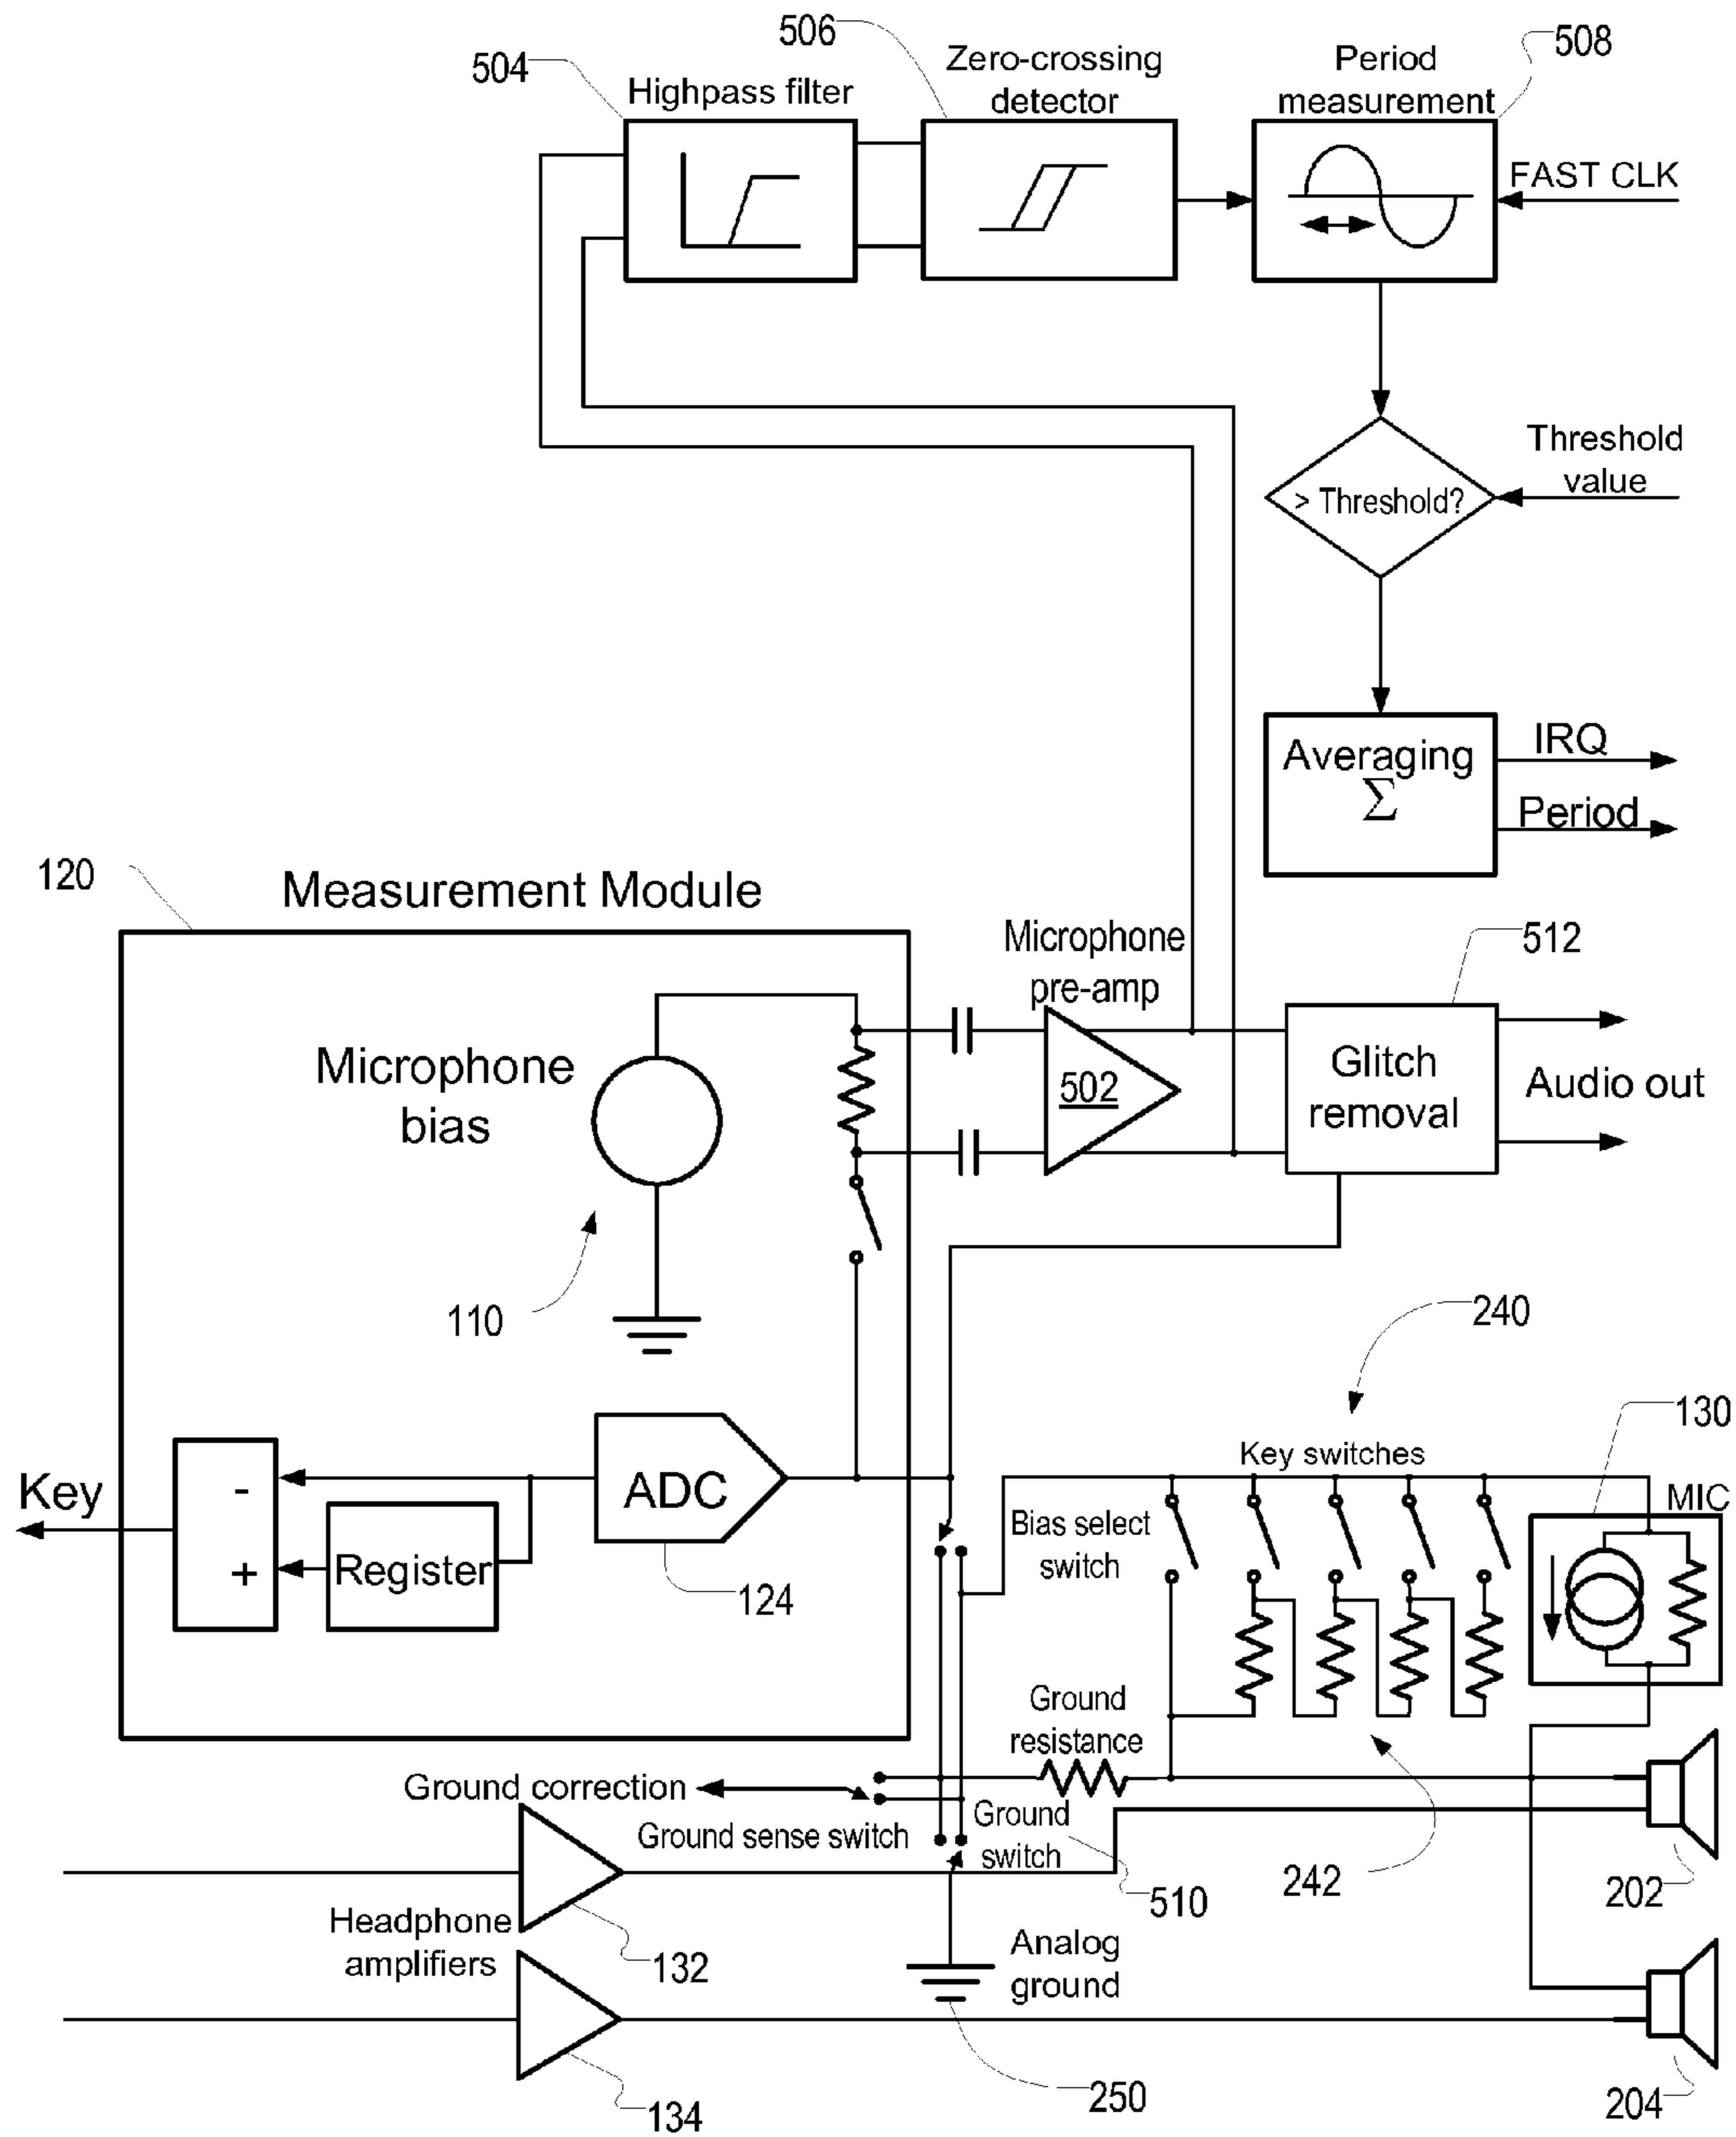 506
Zero-crossing
detector
Period
measurement
508
504
Highpass filter
FAST CLK
Threshold
value
> Threshold?
Averaging
Σ
IRQ
Period
120
Measurement Module
Microphone
pre-amp
512
Microphone
bias
502
Glitch
removal
Audio out
110
240
130
Key switches
MIC
Key
-
+
Register
ADC
124
Bias select
switch
Ground
resistance
Ground correction
Ground sense switch
Ground
switch
510
242
202
Headphone
amplifiers
132
Analog
ground
134
250
204